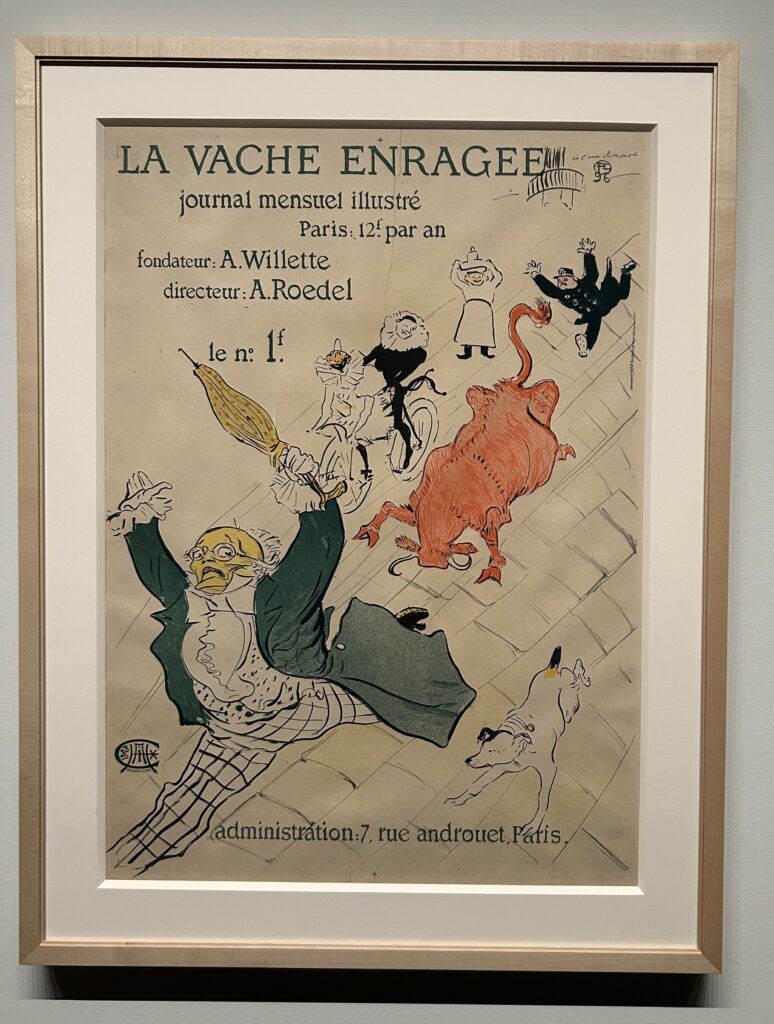 LA VACHE ENRAGEE
journal mensuel illustré
Paris: 12f par an
fondateur: A. Willette
directeur: A. Roedel
le no: 1f.
administration: 7, rue androuet, Paris.